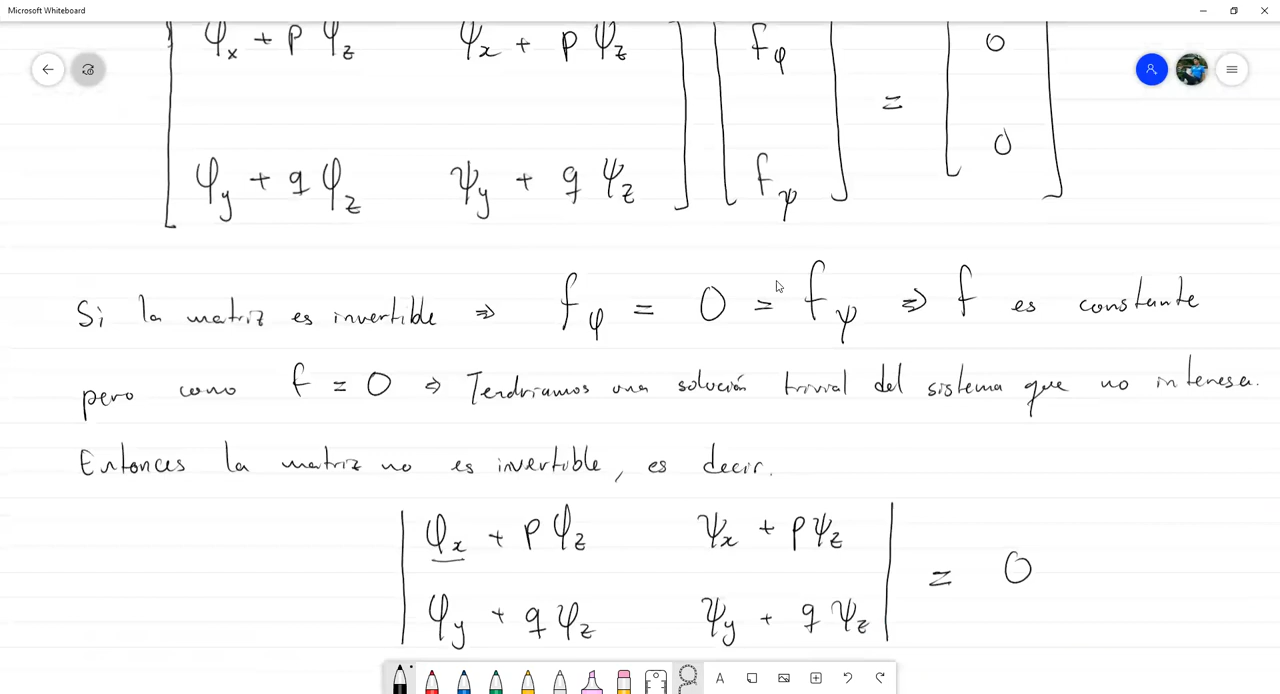 Microsoft Whiteboard
φx + p φz ψx + p ψz fφ 0
=
0
φy + q φz ψy + q ψz fψ
Si la matriz es invertible ⇒ fφ = 0 = fψ ⇒ f es constante
pero como f = 0 ⇒ Tendríamos una solución trivial del sistema que no interesa.
Entonces la matriz no es invertible, es decir.
φx + p φz ψx + p ψz
= 0
φy + q φz ψy + q ψz
A